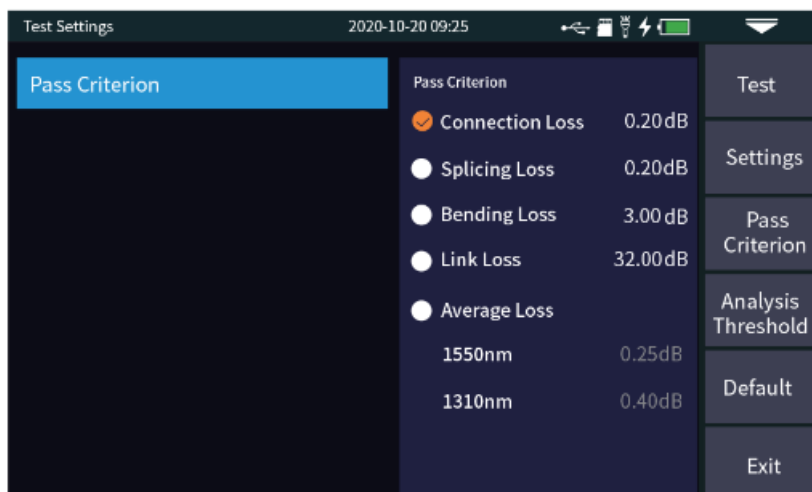 Test Settings 2020-10-20 09:25
Pass Criterion
Pass Criterion
Connection Loss 0.20dB
Splicing Loss 0.20dB
Bending Loss 3.00dB
Link Loss 32.00dB
Average Loss
1550nm 0.25dB
1310nm 0.40dB
Test
Settings
Pass
Criterion
Analysis
Threshold
Default
Exit